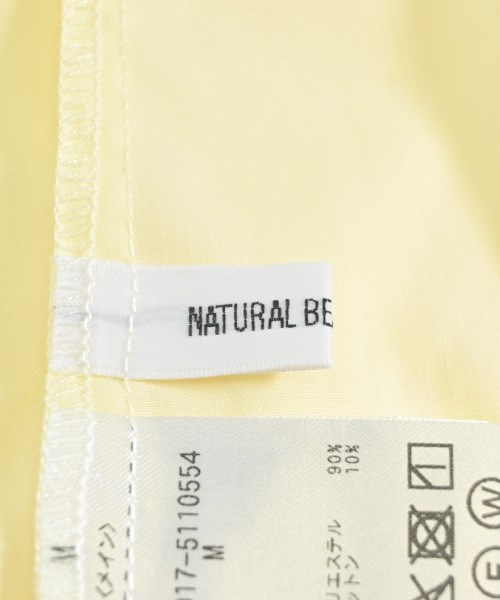 NATURAL BE
M
〈メイン〉
017-5110554
M
リエステル 90%
ットン 10%
W
F